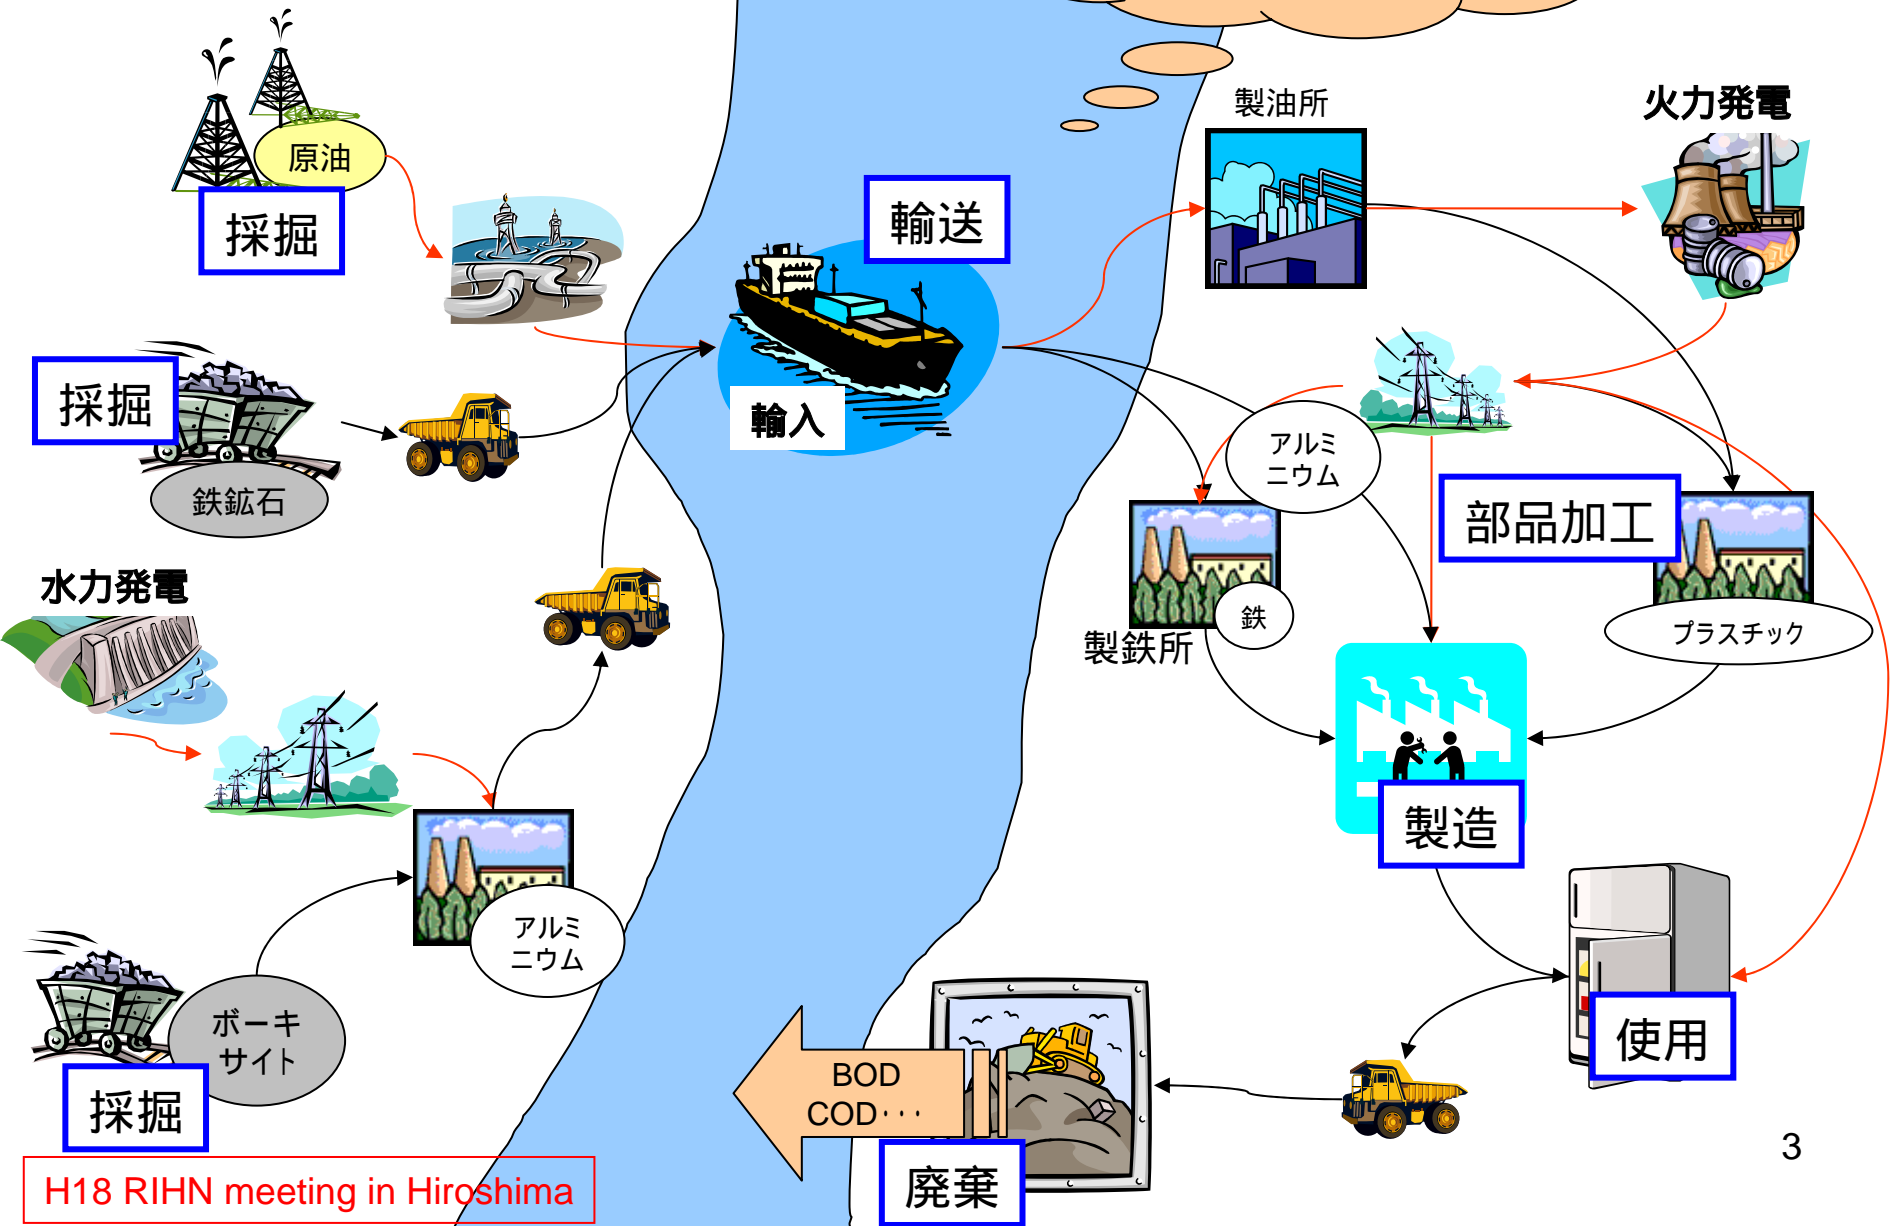 原油
採掘
製油所
火力発電
輸送
採掘
鉄鉱石
輸入
アルミ
ニウム
部品加工
水力発電
鉄
製鉄所
プラスチック
製造
アルミ
ニウム
ボーキ
サイト
採掘
使用
BOD
COD･･･
廃棄
3
H18 RIHN meeting in Hiroshima